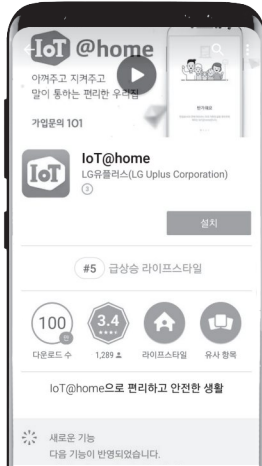 IoT @home
아껴주고 지켜주고
말이 통하는 편리한 우리집
가입문의 101
IoT
IoT@home
LG유플러스(LG Uplus Corporation)
3
설치
#5 급상승 라이프스타일
100
만
다운로드 수
3.4
1,289
라이프스타일
유사 항목
IoT@home으로 편리하고 안전한 생활
새로운 기능
다음 기능이 반영되었습니다.